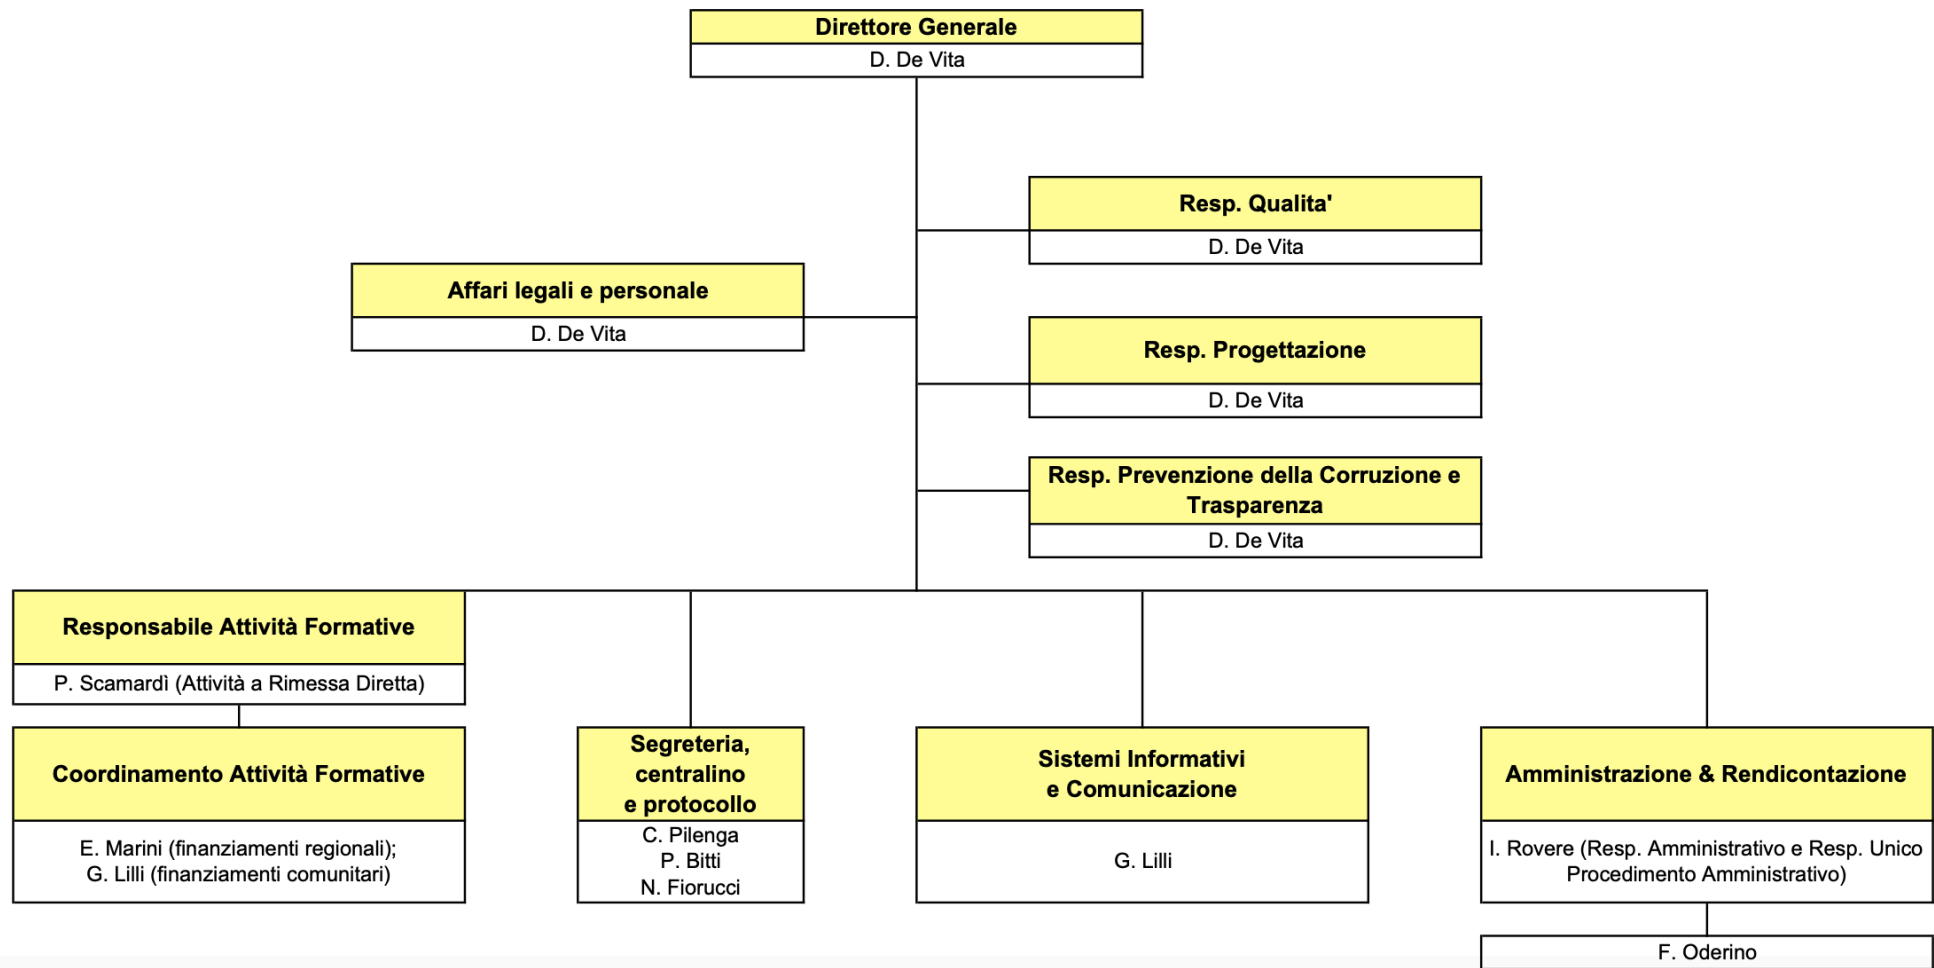 Direttore Generale
D. De Vita
Resp. Qualita'
D. De Vita
Affari legali e personale
D. De Vita
Resp. Progettazione
D. De Vita
Resp. Prevenzione della Corruzione e
Trasparenza
D. De Vita
Responsabile Attività Formative
P. Scamardì (Attività a Rimessa Diretta)
Coordinamento Attività Formative
E. Marini (finanziamenti regionali);
G. Lilli (finanziamenti comunitari)
Segreteria,
centralino
e protocollo
C. Pilenga
P. Bitti
N. Fiorucci
Sistemi Informativi
e Comunicazione
G. Lilli
Amministrazione & Rendicontazione
I. Rovere (Resp. Amministrativo e Resp. Unico
Procedimento Amministrativo)
F. Oderino